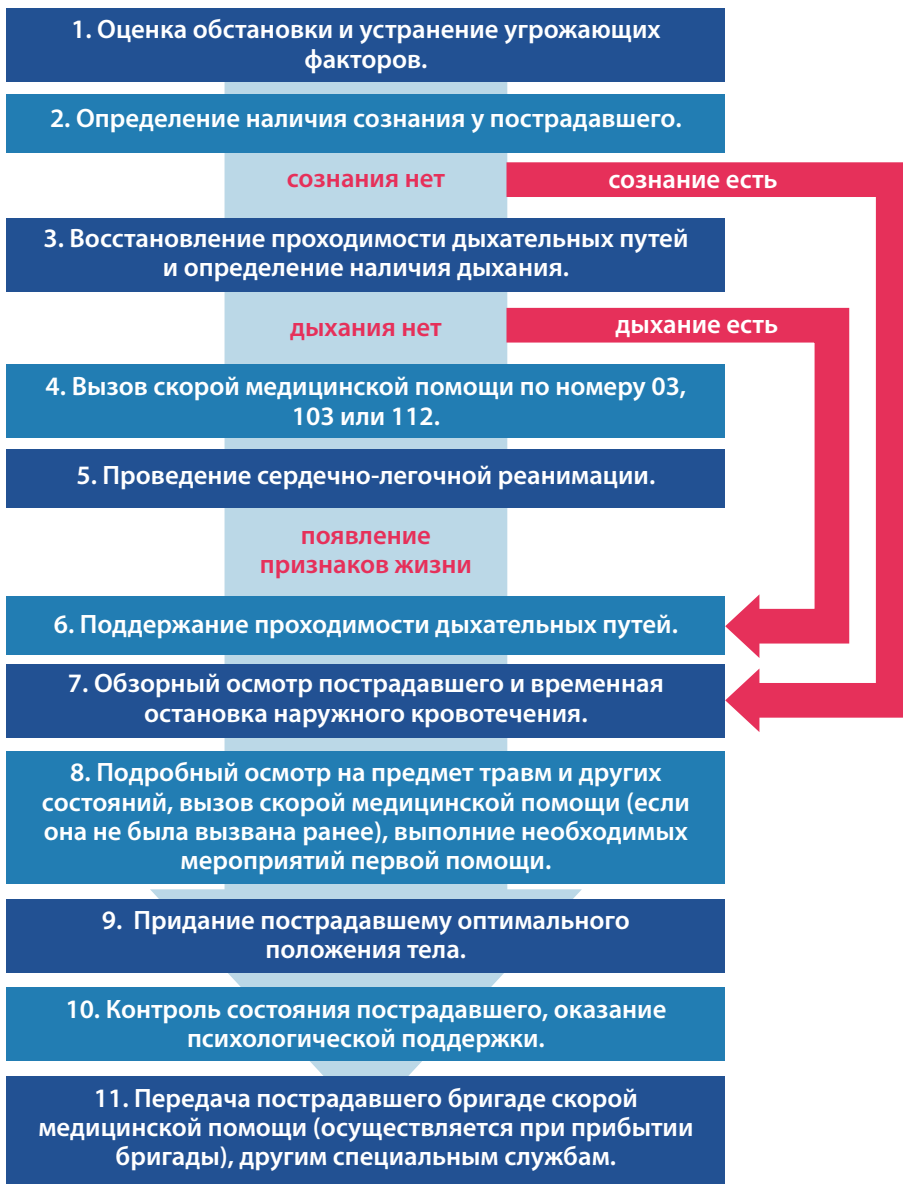 1. Оценка обстановки и устранение угрожающих
факторов.
2. Определение наличия сознания у пострадавшего.
сознания нет
сознание есть
3. Восстановление проходимости дыхательных путей
и определение наличия дыхания.
дыхания нет
дыхание есть
4. Вызов скорой медицинской помощи по номеру 03,
103 или 112.
5. Проведение сердечно-легочной реанимации.
появление
признаков жизни
6. Поддержание проходимости дыхательных путей.
7. Обзорный осмотр пострадавшего и временная
остановка наружного кровотечения.
8. Подробный осмотр на предмет травм и других
состояний, вызов скорой медицинской помощи (если
она не была вызвана ранее), выполние необходимых
мероприятий первой помощи.
9. Придание пострадавшему оптимального
положения тела.
10. Контроль состояния пострадавшего, оказание
психологической поддержки.
11. Передача пострадавшего бригаде скорой
медицинской помощи (осуществляется при прибытии
бригады), другим специальным службам.